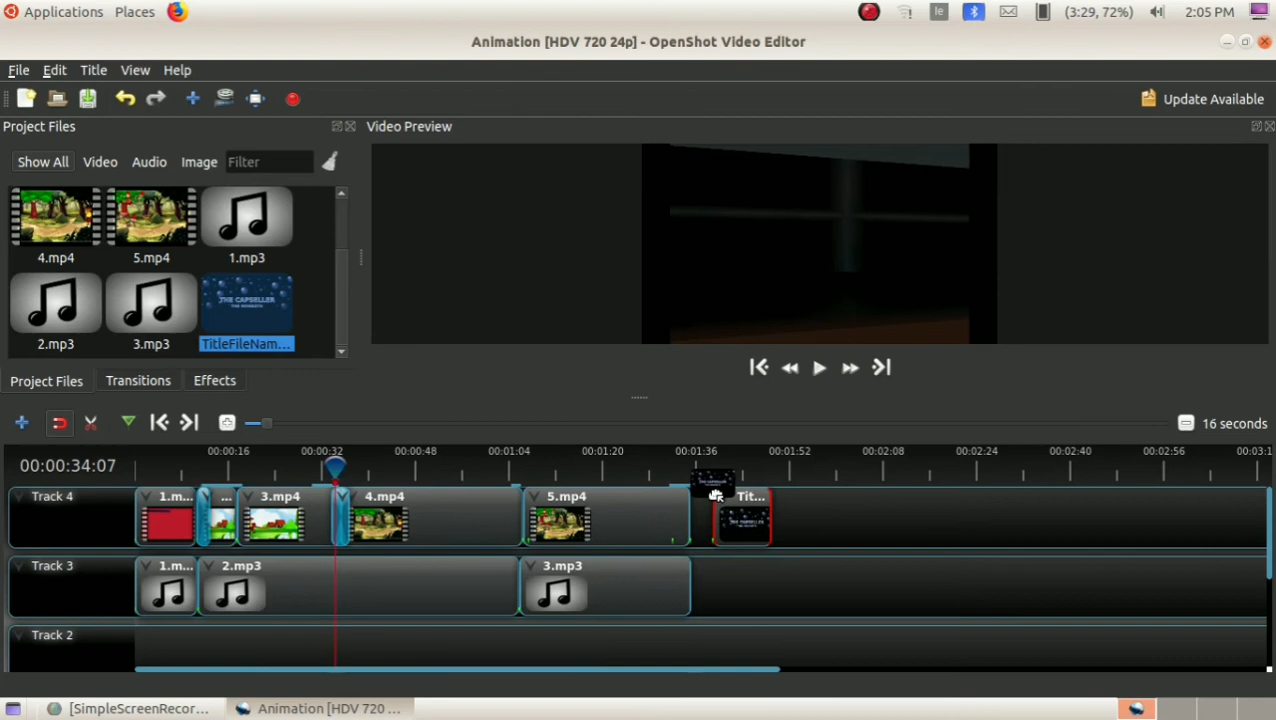 Applications Places (3:29, 72%) 2:05 PM
Animation [HDV 720 24p] - OpenShot Video Editor
File Edit Title View Help
Update Available
Project Files Video Preview
Show All Video Audio Image Filter
4.mp4 5.mp4 1.mp3
THE CAPSELLER
2.mp3 3.mp3 TitleFileNam...
Project Files Transitions Effects
16 seconds
00:00:34:07 00:00:16 00:00:32 00:00:48 00:01:04 00:01:20 00:01:36 00:01:52 00:02:08 00:02:24 00:02:40 00:02:56 00:03:1
Track 4 1.m... ... 3.mp4 4.mp4 5.mp4 Tit...
Track 3 1.m... 2.mp3 3.mp3
Track 2
[SimpleScreenRecor... Animation [HDV 720 ...